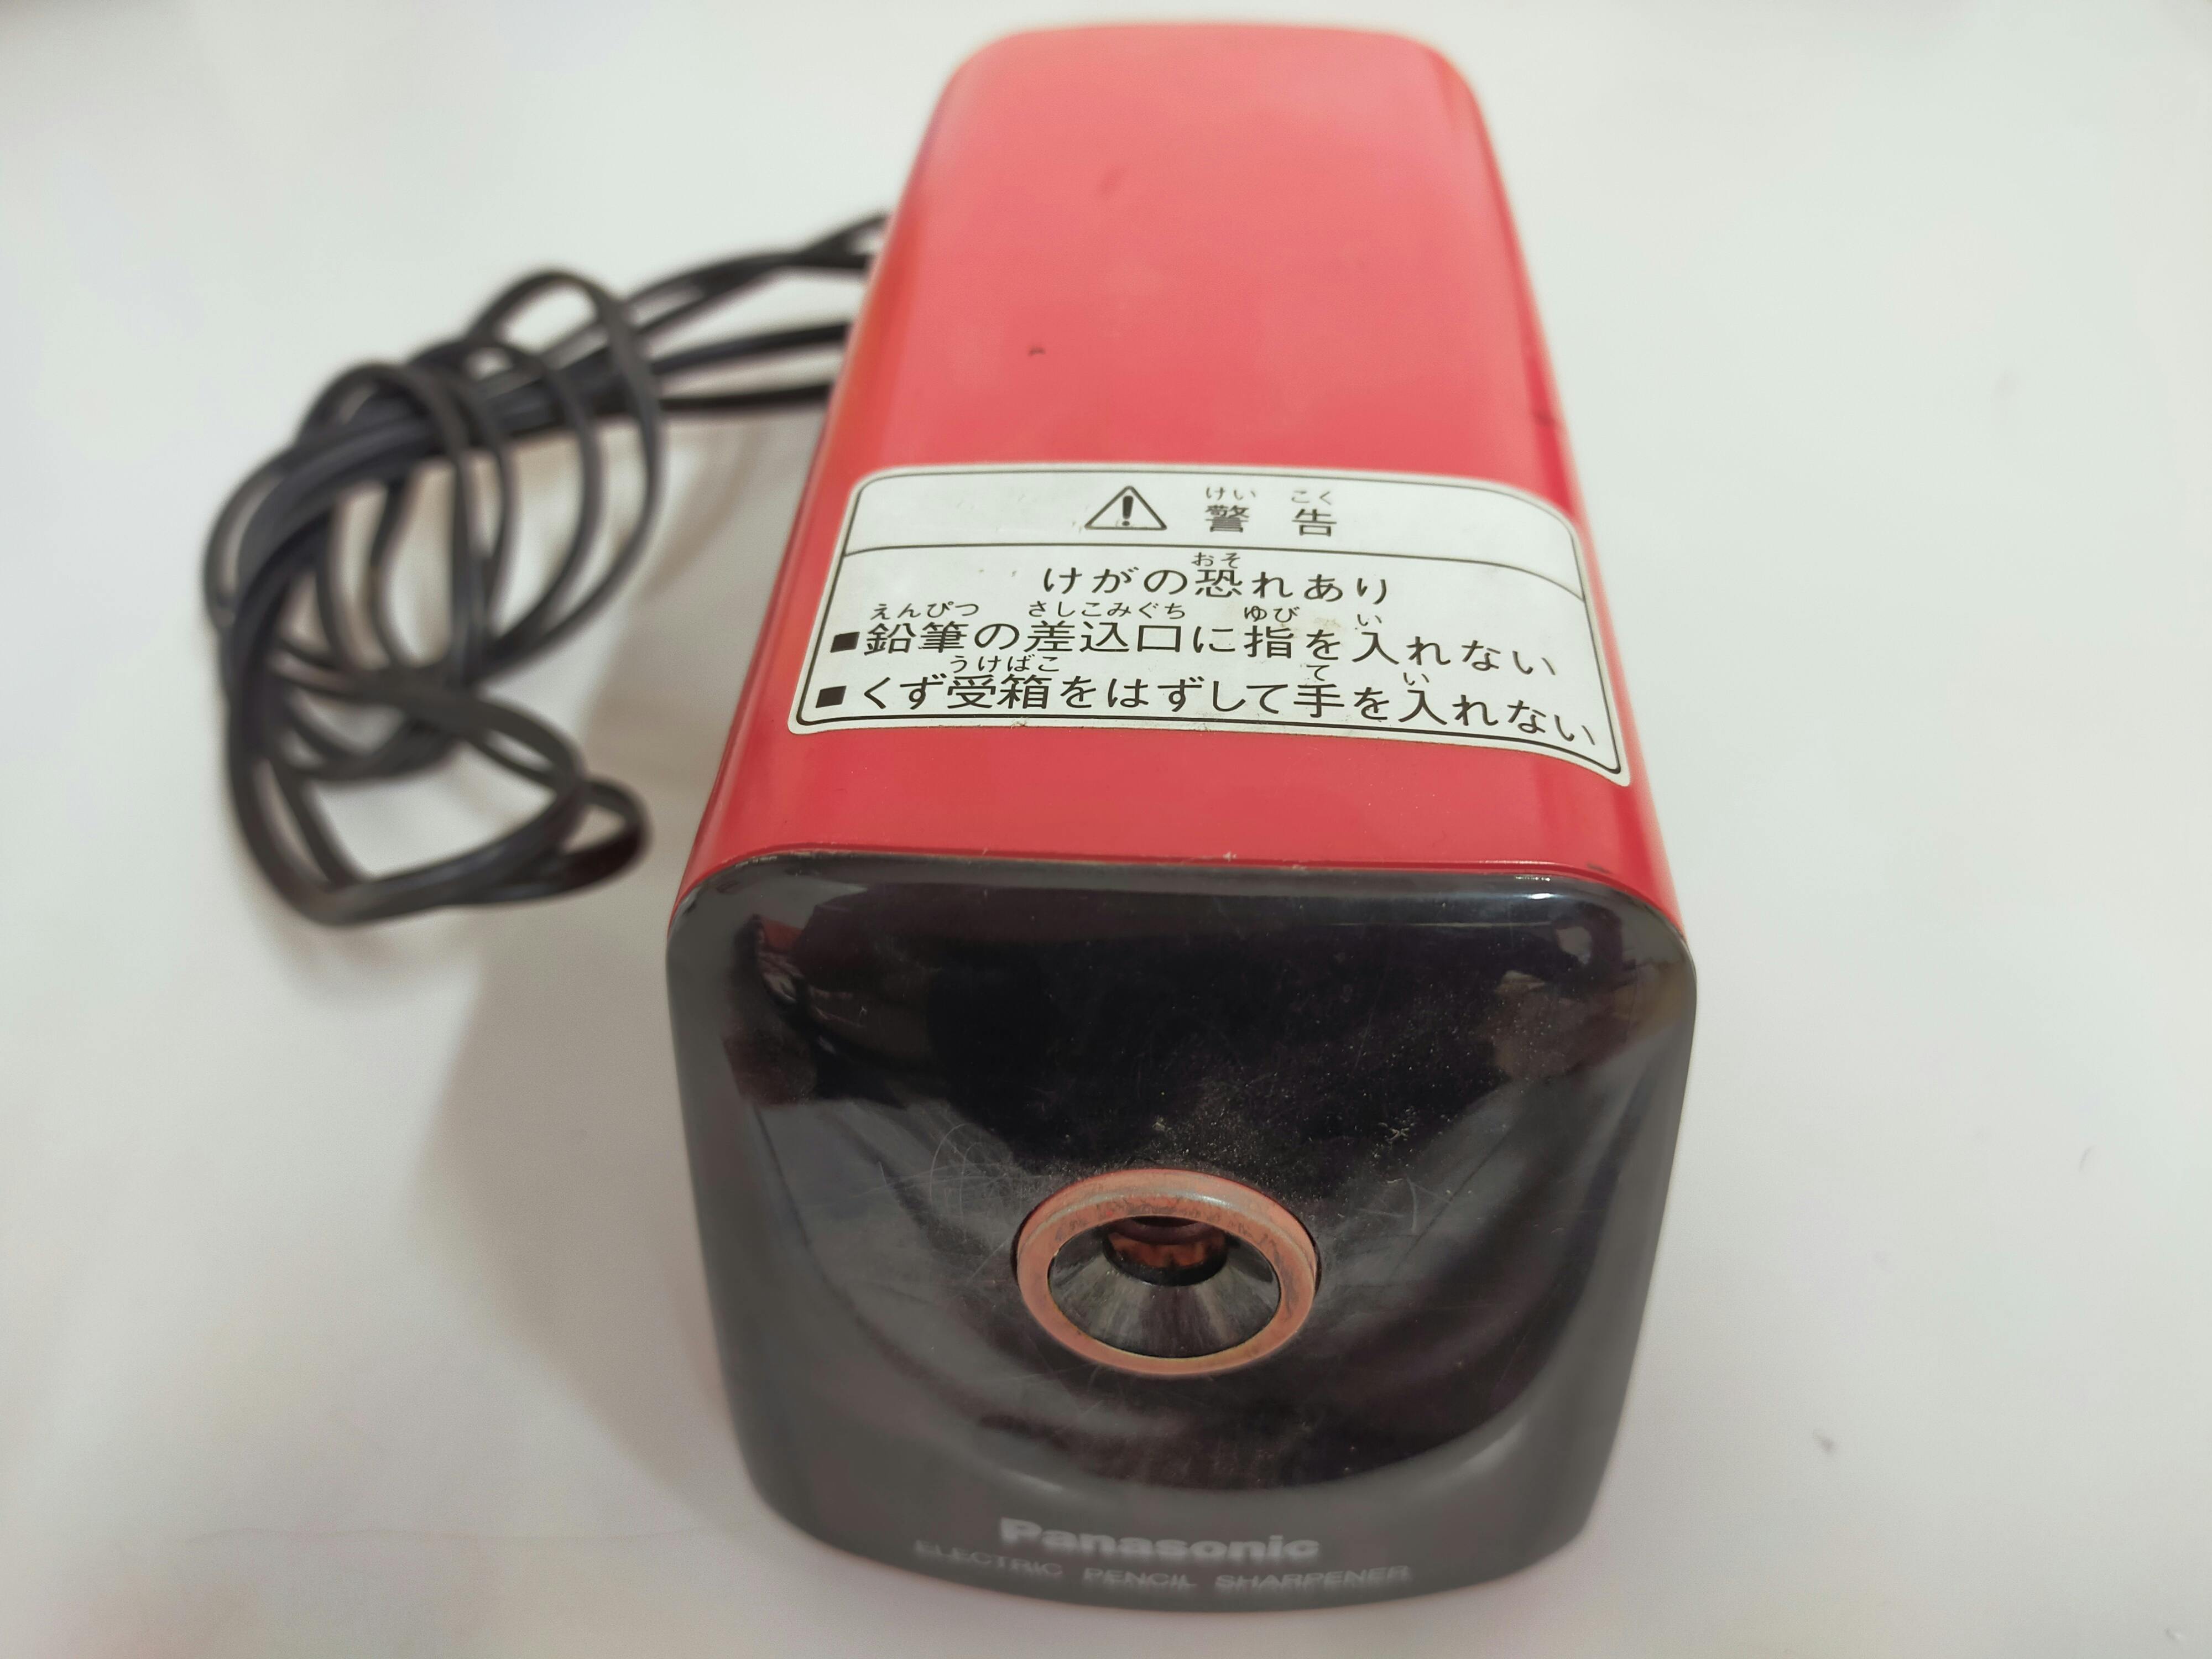 けい こく
警 告
おそ
けがの恐れあり
えんぴつ さしこみぐち ゆび い
■鉛筆の差込口に指を入れない
うけばこ て い
■くず受箱をはずして手を入れない
Panasonic
ELECTRIC PENCIL SHARPENER